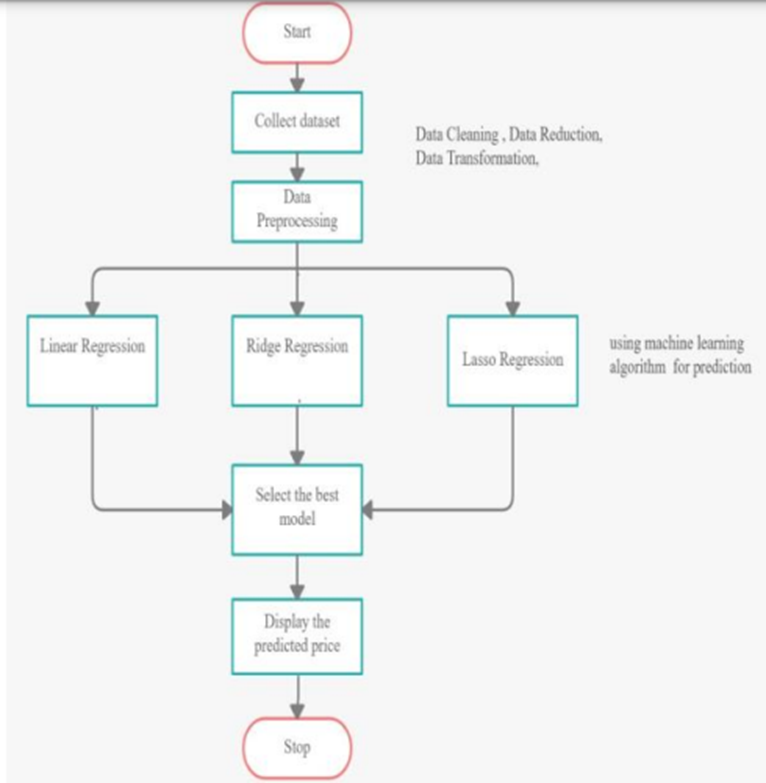 Start
Collect dataset
Data Cleaning , Data Reduction,
Data Transformation,
Data
Preprocessing
Linear Regression
Ridge Regression
Lasso Regression
using machine learning
algorithm for prediction
Select the best
model
Display the
predicted price
Stop